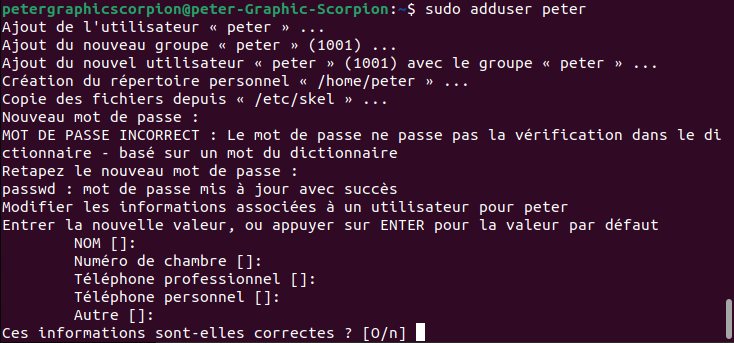 petergraphicscorpion@peter-Graphic-Scorpion:~$ sudo adduser peter
Ajout de l'utilisateur « peter » ...
Ajout du nouveau groupe « peter » (1001) ...
Ajout du nouvel utilisateur « peter » (1001) avec le groupe « peter » ...
Création du répertoire personnel « /home/peter » ...
Copie des fichiers depuis « /etc/skel » ...
Nouveau mot de passe :
MOT DE PASSE INCORRECT : Le mot de passe ne passe pas la vérification dans le di
ctionnaire - basé sur un mot du dictionnaire
Retapez le nouveau mot de passe :
passwd : mot de passe mis à jour avec succès
Modifier les informations associées à un utilisateur pour peter
Entrer la nouvelle valeur, ou appuyer sur ENTER pour la valeur par défaut
NOM []:
Numéro de chambre []:
Téléphone professionnel []:
Téléphone personnel []:
Autre []:
Ces informations sont-elles correctes ? [O/n]